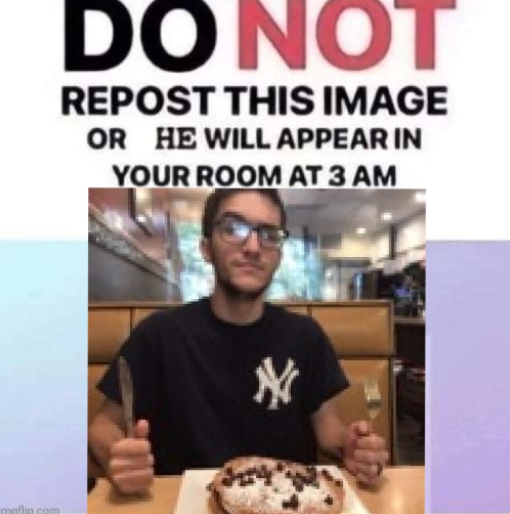 DO NOT
REPOST THIS IMAGE
OR HE WILL APPEAR IN
YOUR ROOM AT 3 AM
NY
imgflip.com